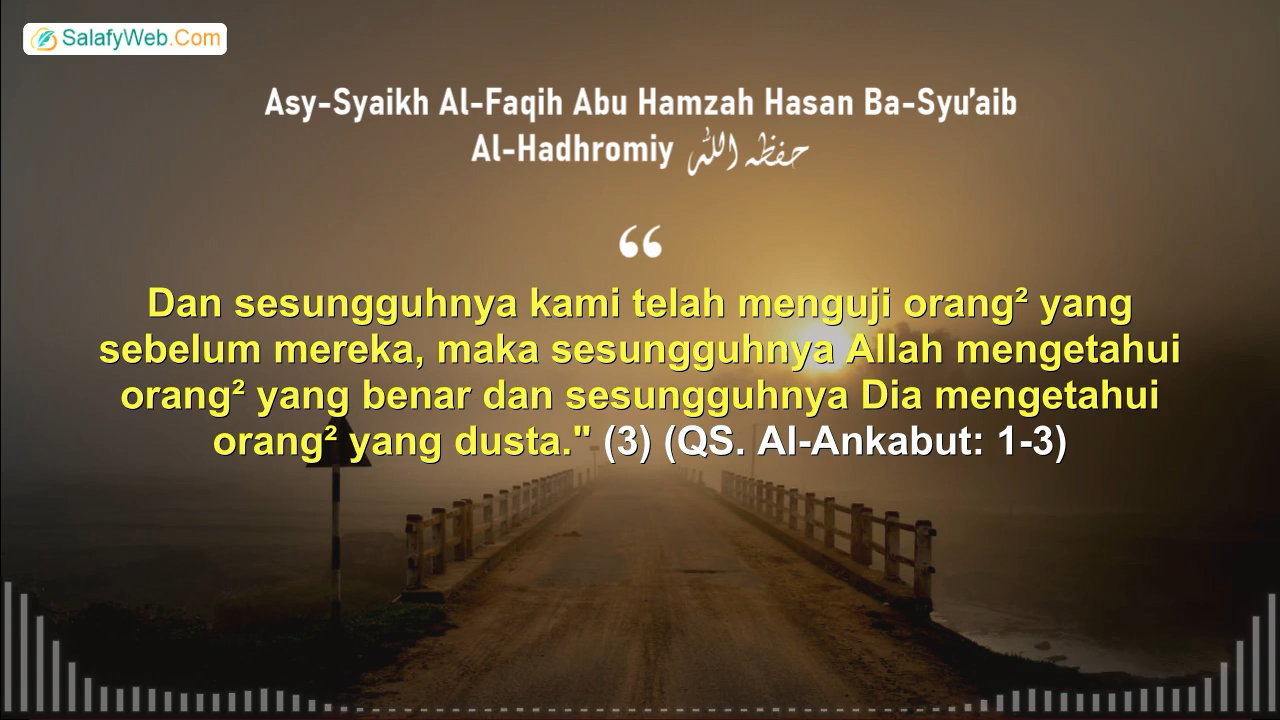 SalafyWeb.Com
Asy-Syaikh Al-Faqih Abu Hamzah Hasan Ba-Syu’aib
Al-Hadhromiy حفظه الله
“
Dan sesungguhnya kami telah menguji orang² yang
sebelum mereka, maka sesungguhnya Allah mengetahui
orang² yang benar dan sesungguhnya Dia mengetahui
orang² yang dusta." (3) (QS. Al-Ankabut: 1-3)